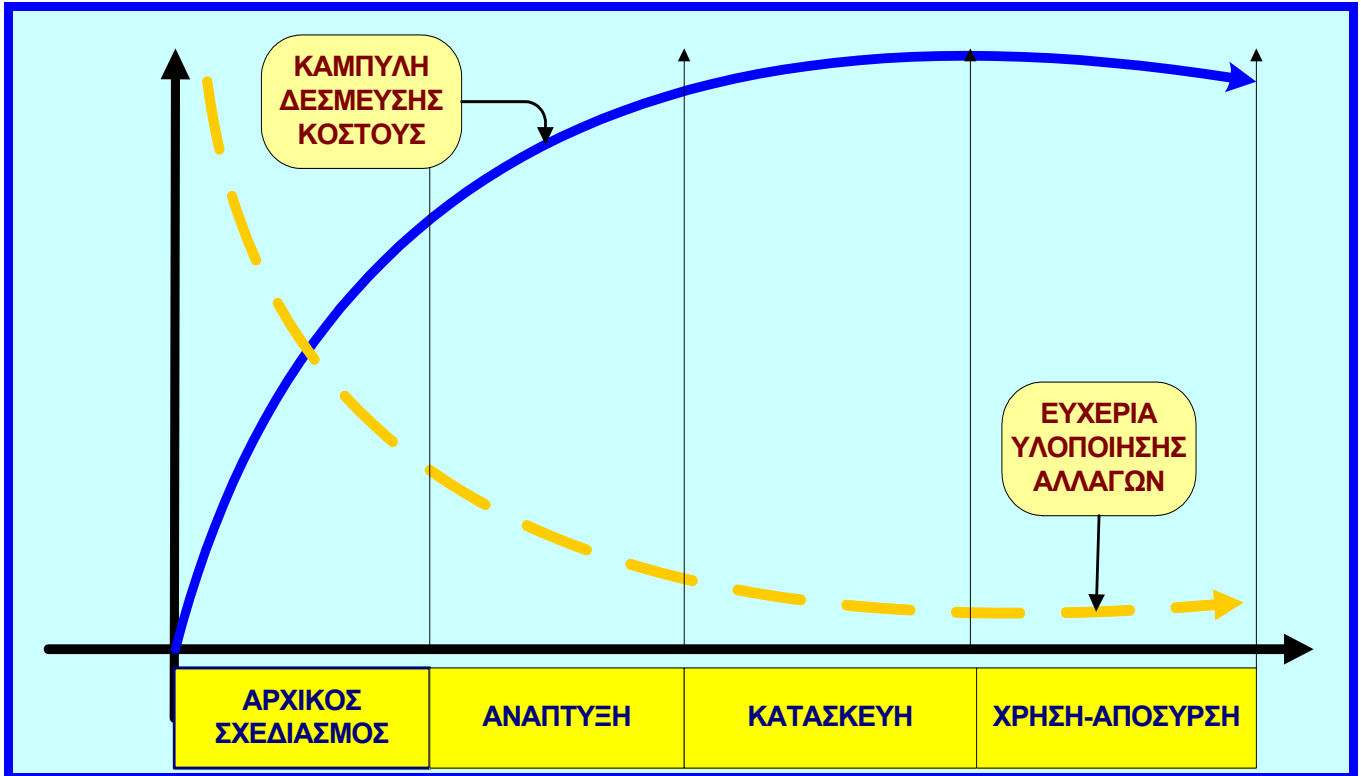 ΚΑΜΠΥΛΗ
ΔΕΣΜΕΥΣΗΣ
ΚΟΣΤΟΥΣ
ΕΥΧΕΡΙΑ
ΥΛΟΠΟΙΗΣΗΣ
ΑΛΛΑΓΩΝ
ΑΡΧΙΚΟΣ
ΣΧΕΔΙΑΣΜΟΣ
ΑΝΑΠΤΥΞΗ
ΚΑΤΑΣΚΕΥΗ
ΧΡΗΣΗ-ΑΠΟΣΥΡΣΗ